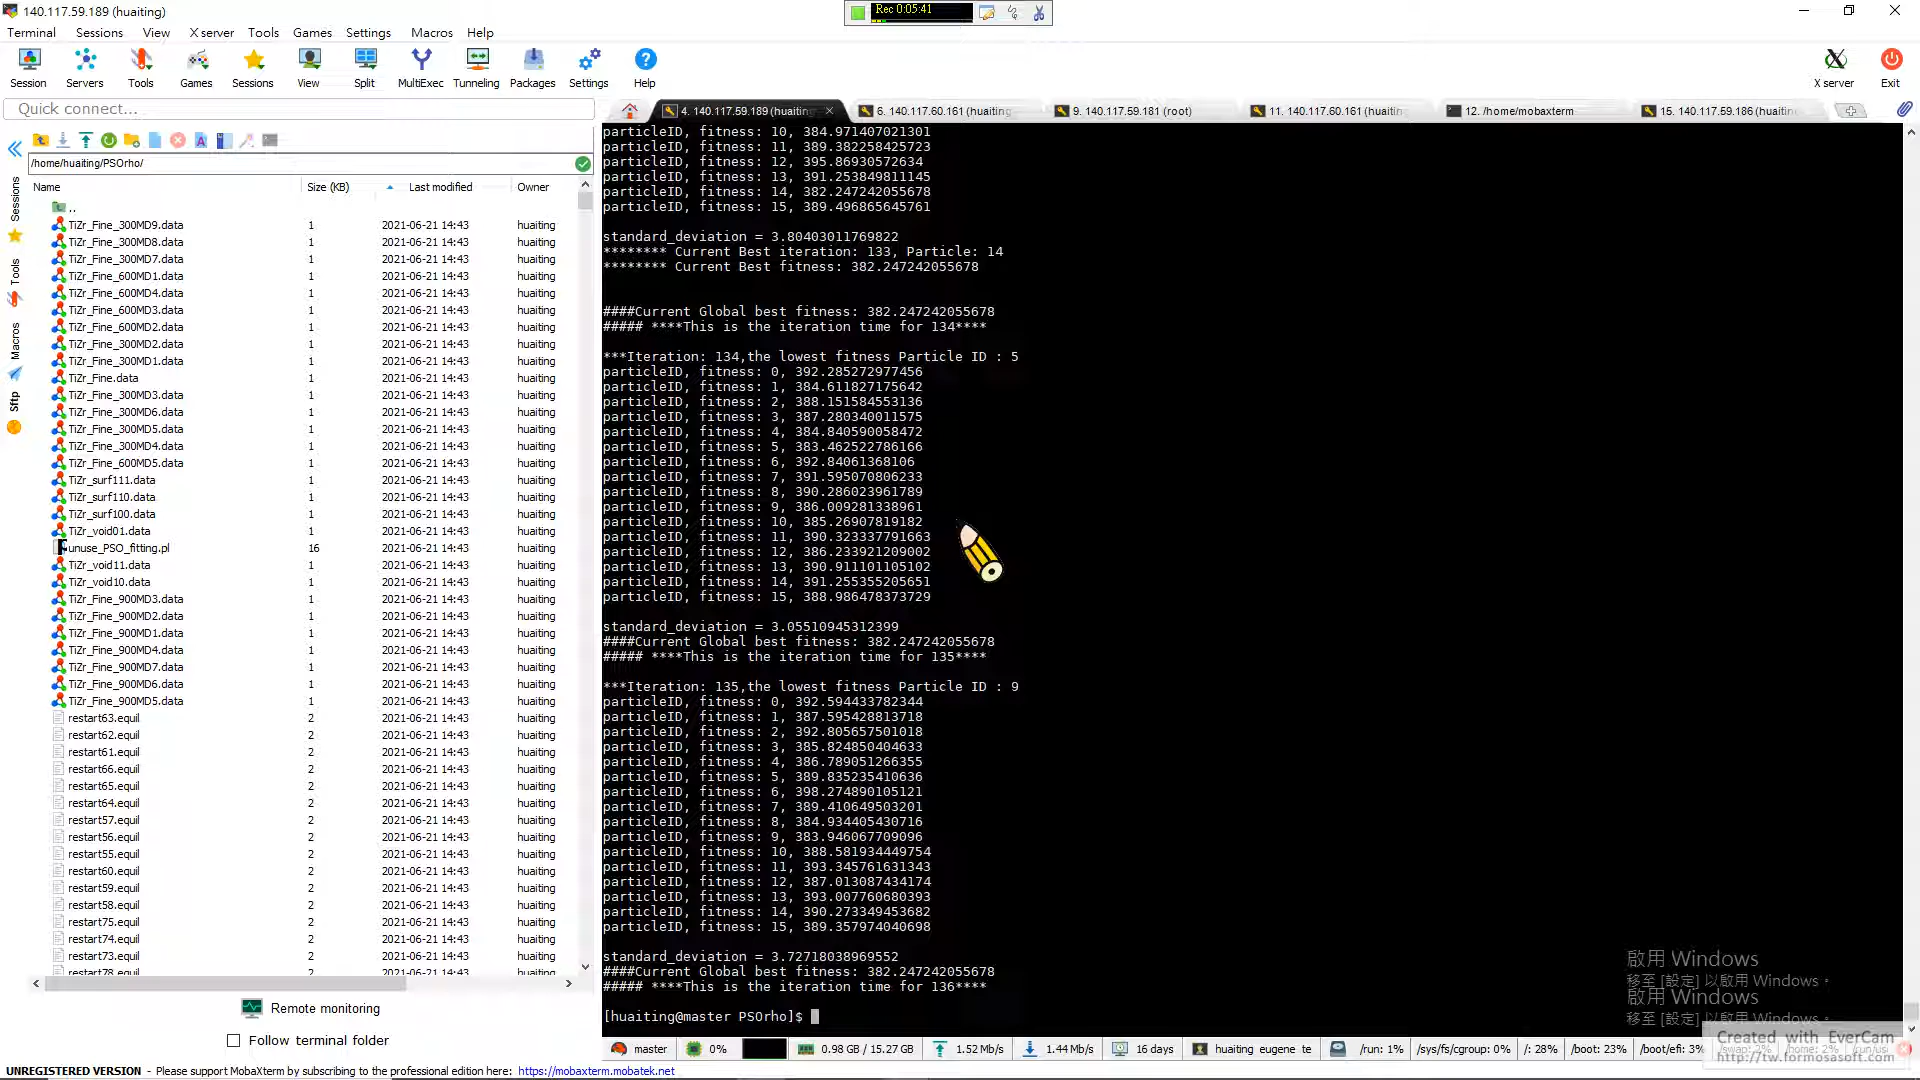 140.117.59.189 (huaiting)
Rec 0:05:41
Terminal Sessions View X server Tools Games Settings Macros Help
Session Servers Tools Games Sessions View Split MultiExec Tunneling Packages Settings Help X server Exit
Quick connect...
4. 140.117.59.189 (huaiting
6. 140.117.60.161 (huaiting
9. 140.117.59.181 (root)
11. 140.117.60.161 (huaitin
12. /home/mobaxterm
15. 140.117.59.186 (huaitin
Sessions
Tools
Macros
Sftp
/home/huaiting/PSOrho/
Name Size (KB) Last modified Owner
..
TiZr_Fine_300MD9.data 1 2021-06-21 14:43 huaiting
TiZr_Fine_300MD8.data 1 2021-06-21 14:43 huaiting
TiZr_Fine_300MD7.data 1 2021-06-21 14:43 huaiting
TiZr_Fine_600MD1.data 1 2021-06-21 14:43 huaiting
TiZr_Fine_600MD4.data 1 2021-06-21 14:43 huaiting
TiZr_Fine_600MD3.data 1 2021-06-21 14:43 huaiting
TiZr_Fine_600MD2.data 1 2021-06-21 14:43 huaiting
TiZr_Fine_300MD2.data 1 2021-06-21 14:43 huaiting
TiZr_Fine_300MD1.data 1 2021-06-21 14:43 huaiting
TiZr_Fine.data 1 2021-06-21 14:43 huaiting
TiZr_Fine_300MD3.data 1 2021-06-21 14:43 huaiting
TiZr_Fine_300MD6.data 1 2021-06-21 14:43 huaiting
TiZr_Fine_300MD5.data 1 2021-06-21 14:43 huaiting
TiZr_Fine_300MD4.data 1 2021-06-21 14:43 huaiting
TiZr_Fine_600MD5.data 1 2021-06-21 14:43 huaiting
TiZr_surf111.data 1 2021-06-21 14:43 huaiting
TiZr_surf110.data 1 2021-06-21 14:43 huaiting
TiZr_surf100.data 1 2021-06-21 14:43 huaiting
TiZr_void01.data 1 2021-06-21 14:43 huaiting
unuse_PSO_fitting.pl 16 2021-06-21 14:43 huaiting
TiZr_void11.data 1 2021-06-21 14:43 huaiting
TiZr_void10.data 1 2021-06-21 14:43 huaiting
TiZr_Fine_900MD3.data 1 2021-06-21 14:43 huaiting
TiZr_Fine_900MD2.data 1 2021-06-21 14:43 huaiting
TiZr_Fine_900MD1.data 1 2021-06-21 14:43 huaiting
TiZr_Fine_900MD4.data 1 2021-06-21 14:43 huaiting
TiZr_Fine_900MD7.data 1 2021-06-21 14:43 huaiting
TiZr_Fine_900MD6.data 1 2021-06-21 14:43 huaiting
TiZr_Fine_900MD5.data 1 2021-06-21 14:43 huaiting
restart63.equil 2 2021-06-21 14:43 huaiting
restart62.equil 2 2021-06-21 14:43 huaiting
restart61.equil 2 2021-06-21 14:43 huaiting
restart66.equil 2 2021-06-21 14:43 huaiting
restart65.equil 2 2021-06-21 14:43 huaiting
restart64.equil 2 2021-06-21 14:43 huaiting
restart57.equil 2 2021-06-21 14:43 huaiting
restart56.equil 2 2021-06-21 14:43 huaiting
restart55.equil 2 2021-06-21 14:43 huaiting
restart60.equil 2 2021-06-21 14:43 huaiting
restart59.equil 2 2021-06-21 14:43 huaiting
restart58.equil 2 2021-06-21 14:43 huaiting
restart75.equil 2 2021-06-21 14:43 huaiting
restart74.equil 2 2021-06-21 14:43 huaiting
restart73.equil 2 2021-06-21 14:43 huaiting
restart78.equil 2 2021-06-21 14:43 huaiting
Remote monitoring
Follow terminal folder
particleID, fitness: 10, 384.971407021301
particleID, fitness: 11, 389.382258425723
particleID, fitness: 12, 395.86930572634
particleID, fitness: 13, 391.253849811145
particleID, fitness: 14, 382.247242055678
particleID, fitness: 15, 389.496865645761
standard_deviation = 3.80403011769822
******** Current Best iteration: 133, Particle: 14
******** Current Best fitness: 382.247242055678
####Current Global best fitness: 382.247242055678
##### ****This is the iteration time for 134****
***Iteration: 134,the lowest fitness Particle ID : 5
particleID, fitness: 0, 392.285272977456
particleID, fitness: 1, 384.611827175642
particleID, fitness: 2, 388.151584553136
particleID, fitness: 3, 387.280340011575
particleID, fitness: 4, 384.840590058472
particleID, fitness: 5, 383.462522786166
particleID, fitness: 6, 392.84061368106
particleID, fitness: 7, 391.595070806233
particleID, fitness: 8, 390.286023961789
particleID, fitness: 9, 386.009281338961
particleID, fitness: 10, 385.26907819182
particleID, fitness: 11, 390.323337791663
particleID, fitness: 12, 386.233921209002
particleID, fitness: 13, 390.911101105102
particleID, fitness: 14, 391.255355205651
particleID, fitness: 15, 388.986478373729
standard_deviation = 3.05510945312399
####Current Global best fitness: 382.247242055678
##### ****This is the iteration time for 135****
***Iteration: 135,the lowest fitness Particle ID : 9
particleID, fitness: 0, 392.594433782344
particleID, fitness: 1, 387.595428813718
particleID, fitness: 2, 392.805657501018
particleID, fitness: 3, 385.824850404633
particleID, fitness: 4, 386.789051266355
particleID, fitness: 5, 389.835235410636
particleID, fitness: 6, 398.274890105121
particleID, fitness: 7, 389.410649503201
particleID, fitness: 8, 384.934405430716
particleID, fitness: 9, 383.946067709096
particleID, fitness: 10, 388.581934449754
particleID, fitness: 11, 393.345761631343
particleID, fitness: 12, 387.013087434174
particleID, fitness: 13, 393.007760680393
particleID, fitness: 14, 390.273349453682
particleID, fitness: 15, 389.357974040698
standard_deviation = 3.72718038969552
####Current Global best fitness: 382.247242055678
##### ****This is the iteration time for 136****
[huaiting@master PSOrho]$
啟用 Windows
移至 [設定] 以啟用 Windows。
啟用 Windows
移至 [設定] 以啟用 Windows。
master 0% 0.98 GB / 15.27 GB 1.52 Mb/s 1.44 Mb/s 16 days huaiting eugene te /run: 1% /sys/fs/cgroup: 0% /: 28% /boot: 23% /boot/efi: 3% /swap: 2% /home: 2% /run/us
Created with EverCam
http://tw.formosasoft.com
UNREGISTERED VERSION - Please support MobaXterm by subscribing to the professional edition here: https://mobaxterm.mobatek.net